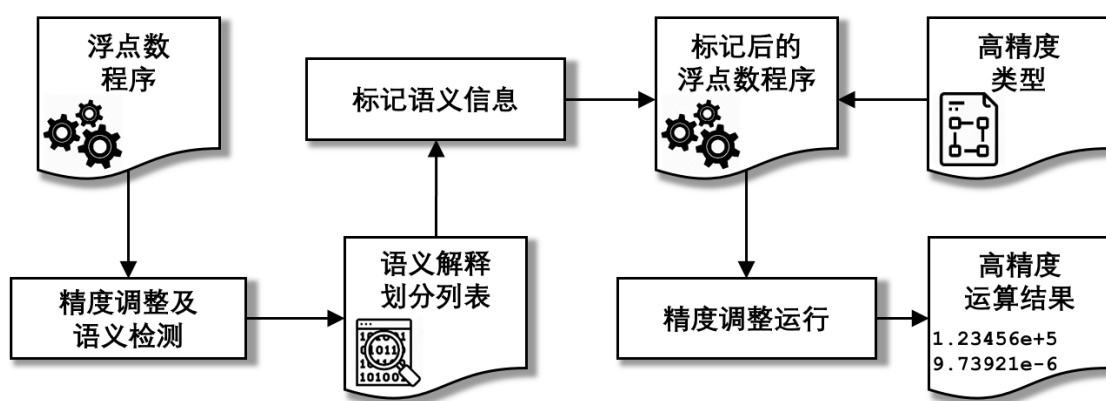 浮点数
程序
标记语义信息
标记后的
浮点数程序
高精度
类型
精度调整及
语义检测
语义解释
划分列表
精度调整运行
高精度
运算结果
1.23456e+5
9.73921e-6